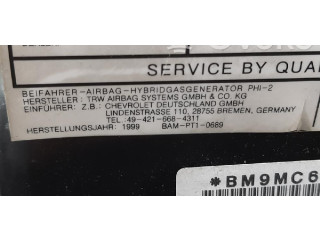 SERVICE BY QUA
BEIFAHRER-AIRBAG-HYBRIDGASGENERATOR PHI-2
HERSTELLER : TRW AIRBAG SYSTEMS GMBH & CO KG
EINFÜHRER : Z.B.: CHEVROLET DEUTSCHLAND GMBH
LINDENSTRASSE 110, 28755 BREMEN, GERMANY
TEL: 49-421-668-4311
HERSTELLUNGSJAHR: 1999 BAM-PT1-0689
*BM9MC6